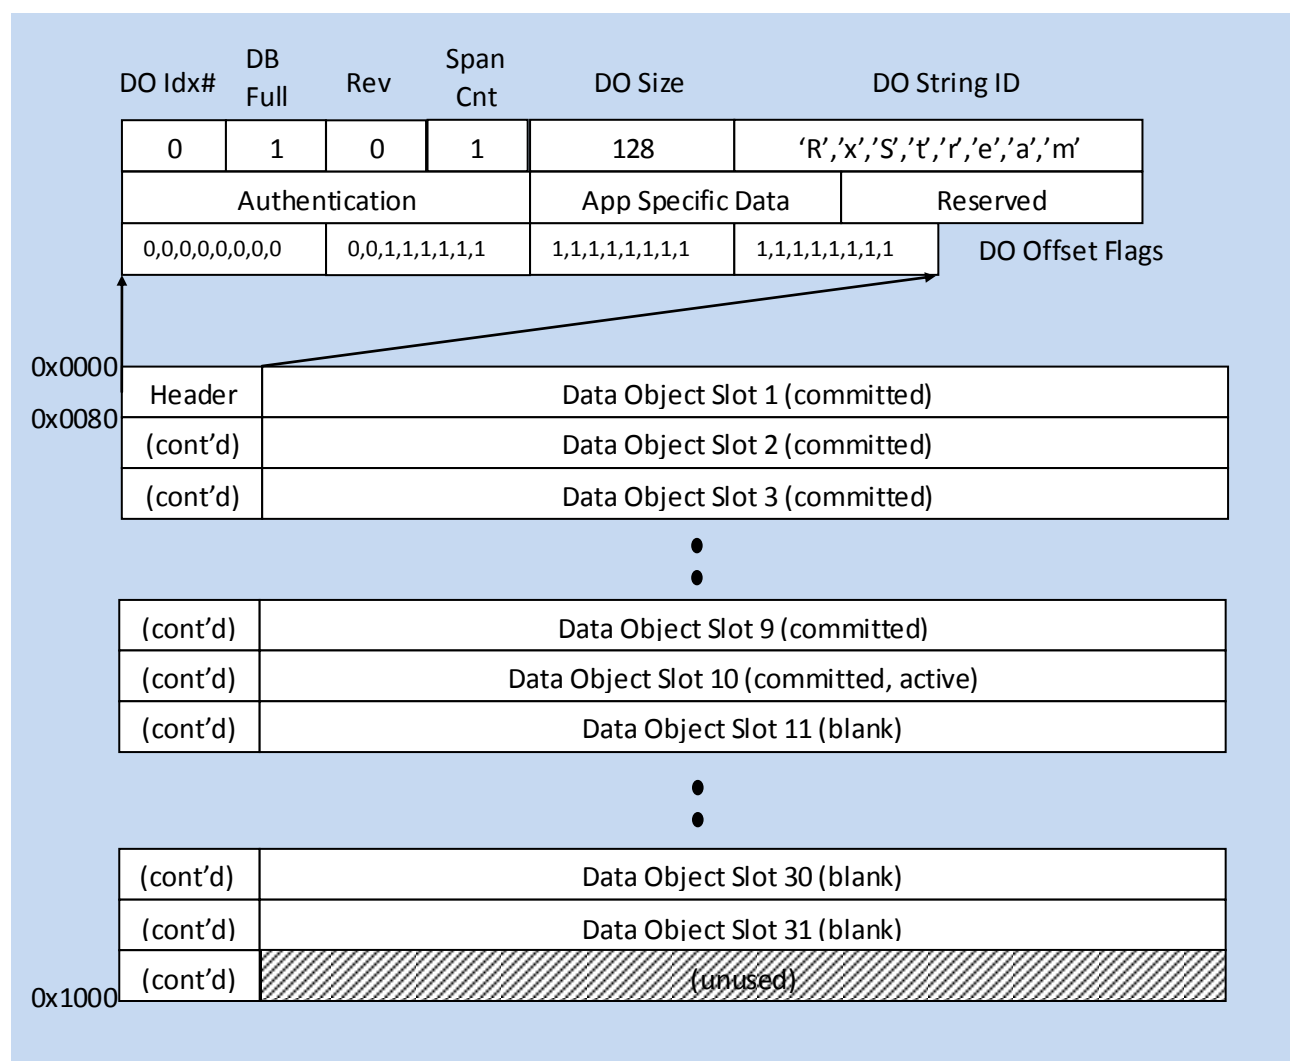 DO Idx# DB Full Rev Span Cnt DO Size DO String ID
0 1 0 1 128 ‘R’,’x’,’S’,’t’,’r’,’e’,’a’,’m’
Authentication App Specific Data Reserved
0,0,0,0,0,0,0,0 0,0,1,1,1,1,1,1 1,1,1,1,1,1,1,1 1,1,1,1,1,1,1,1 DO Offset Flags
0x0000
Header Data Object Slot 1 (committed)
0x0080
(cont’d) Data Object Slot 2 (committed)
(cont’d) Data Object Slot 3 (committed)
(cont’d) Data Object Slot 9 (committed)
(cont’d) Data Object Slot 10 (committed, active)
(cont’d) Data Object Slot 11 (blank)
(cont’d) Data Object Slot 30 (blank)
(cont’d) Data Object Slot 31 (blank)
(cont’d) (unused)
0x1000